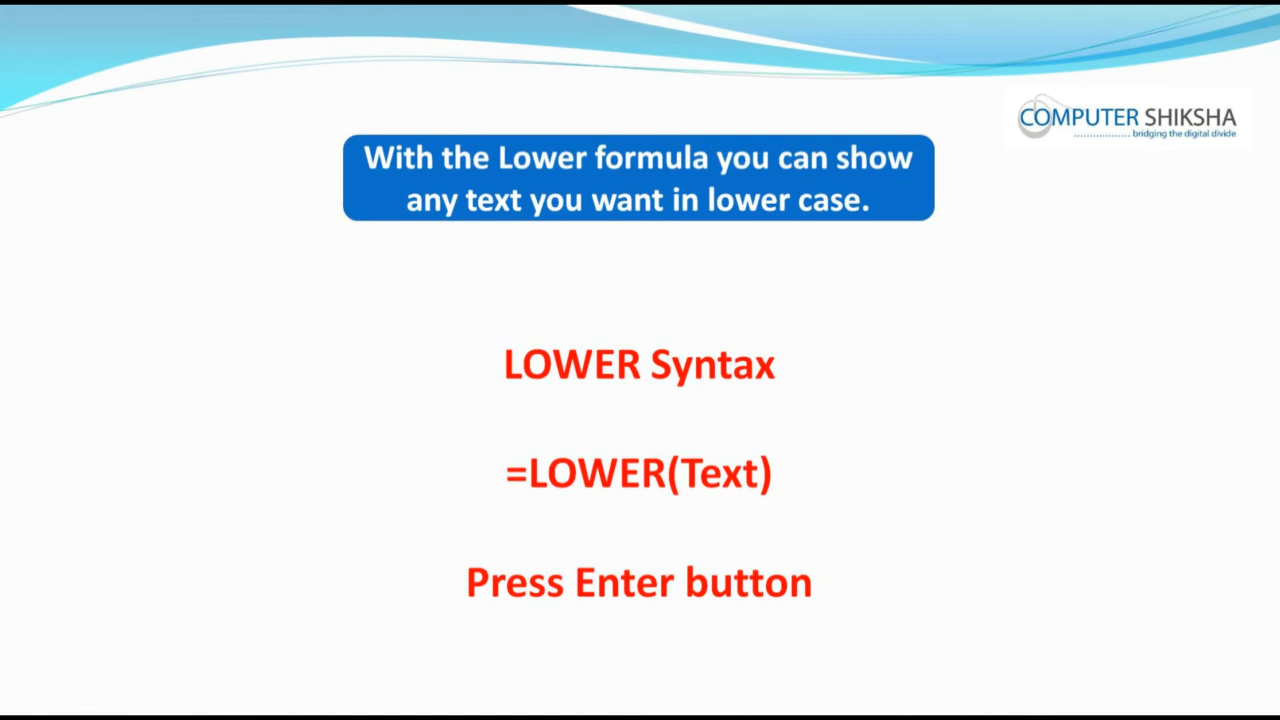 COMPUTER SHIKSHA
bridging the digital divide
With the Lower formula you can show
any text you want in lower case.
LOWER Syntax
=LOWER(Text)
Press Enter button